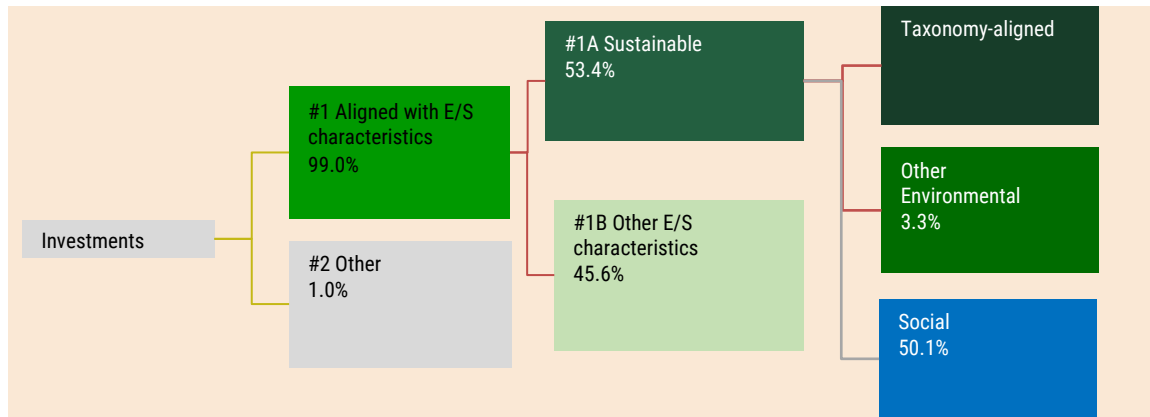 Investments
#1 Aligned with E/S
characteristics
99.0%
#2 Other
1.0%
#1A Sustainable
53.4%
#1B Other E/S
characteristics
45.6%
Taxonomy-aligned
Other
Environmental
3.3%
Social
50.1%